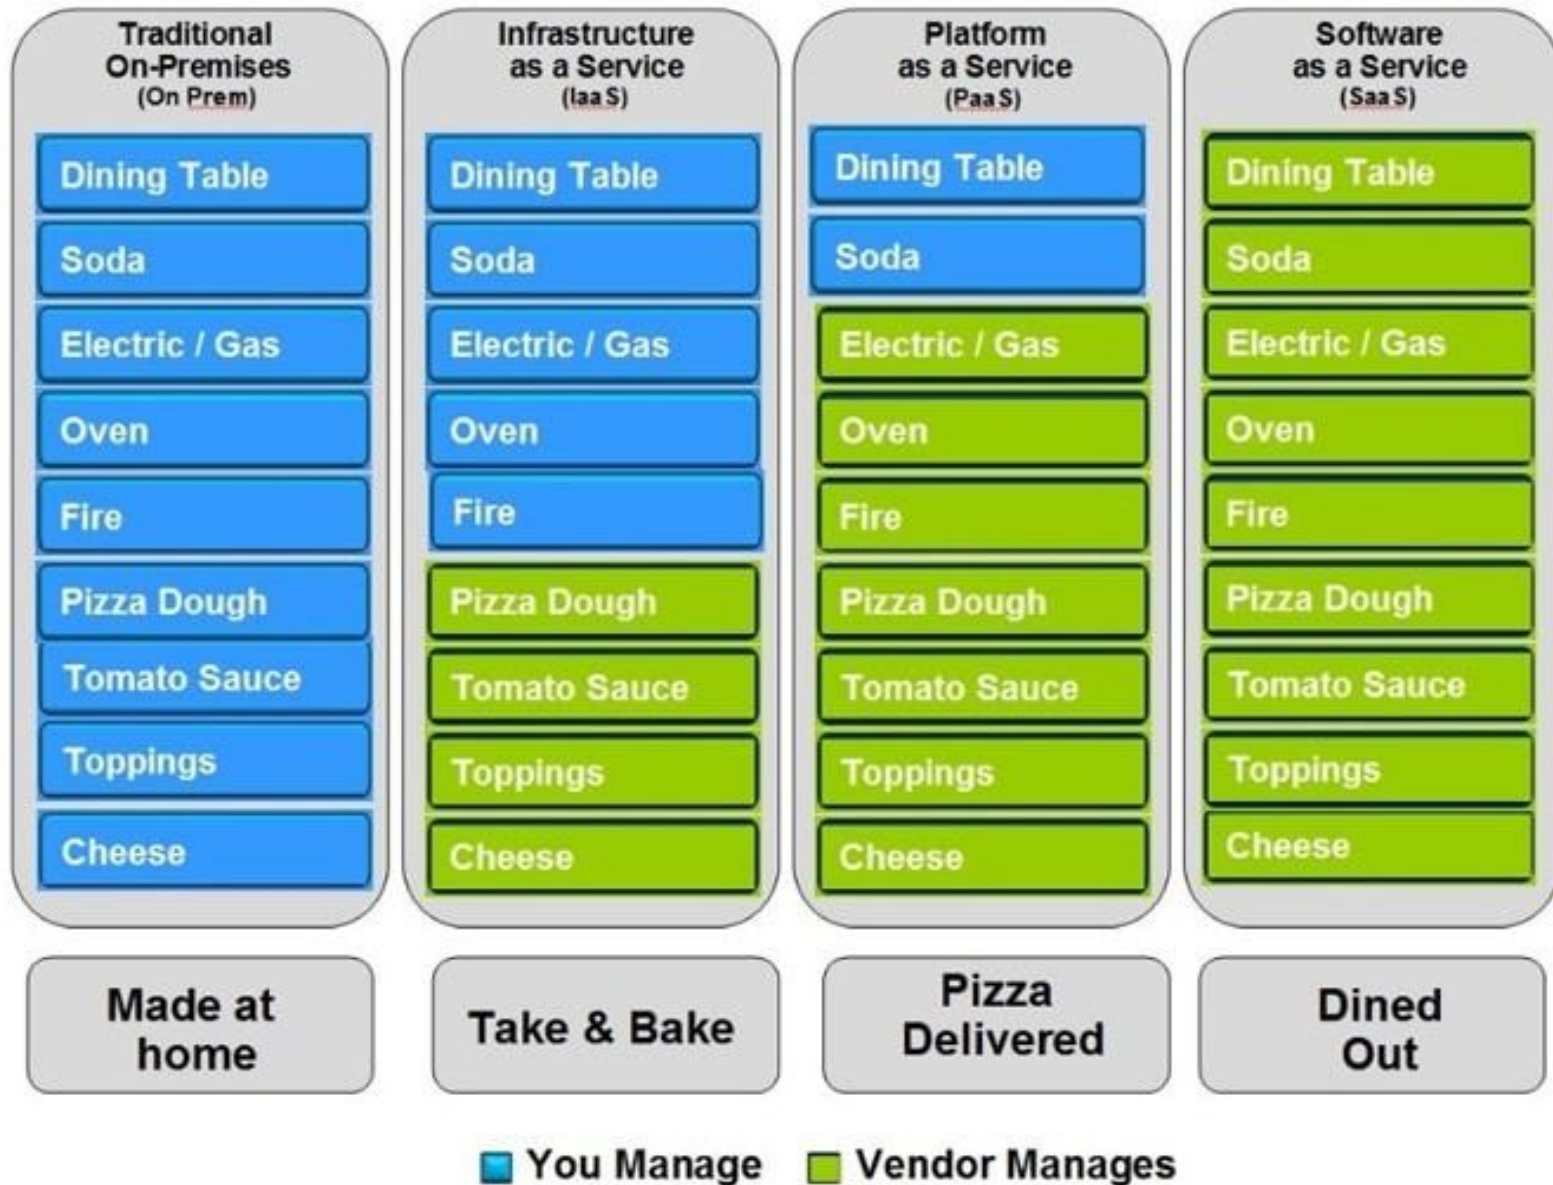 Traditional
On-Premises
(On Prem)
Dining Table
Soda
Electric / Gas
Oven
Fire
Pizza Dough
Tomato Sauce
Toppings
Cheese
Made at
home
Infrastructure
as a Service
(IaaS)
Dining Table
Soda
Electric / Gas
Oven
Fire
Pizza Dough
Tomato Sauce
Toppings
Cheese
Take & Bake
Platform
as a Service
(PaaS)
Dining Table
Soda
Electric / Gas
Oven
Fire
Pizza Dough
Tomato Sauce
Toppings
Cheese
Pizza
Delivered
Software
as a Service
(SaaS)
Dining Table
Soda
Electric / Gas
Oven
Fire
Pizza Dough
Tomato Sauce
Toppings
Cheese
Dined
Out
You Manage
Vendor Manages